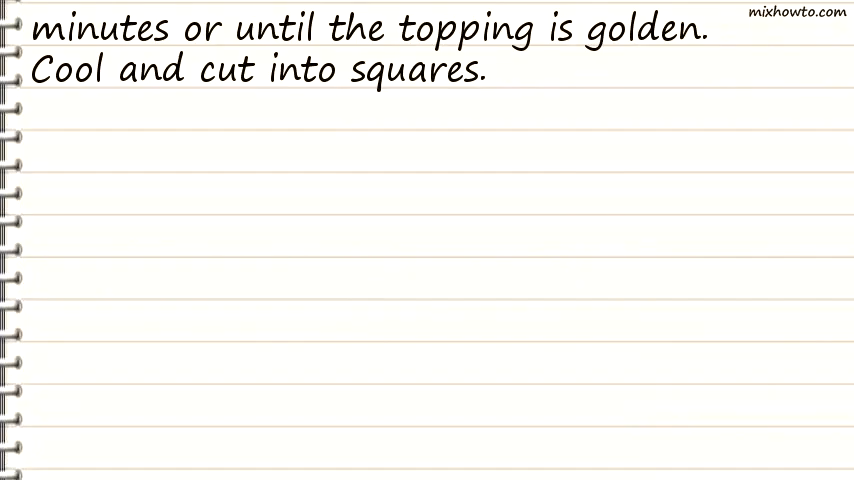 mixhowto.com
minutes or until the topping is golden.
Cool and cut into squares.